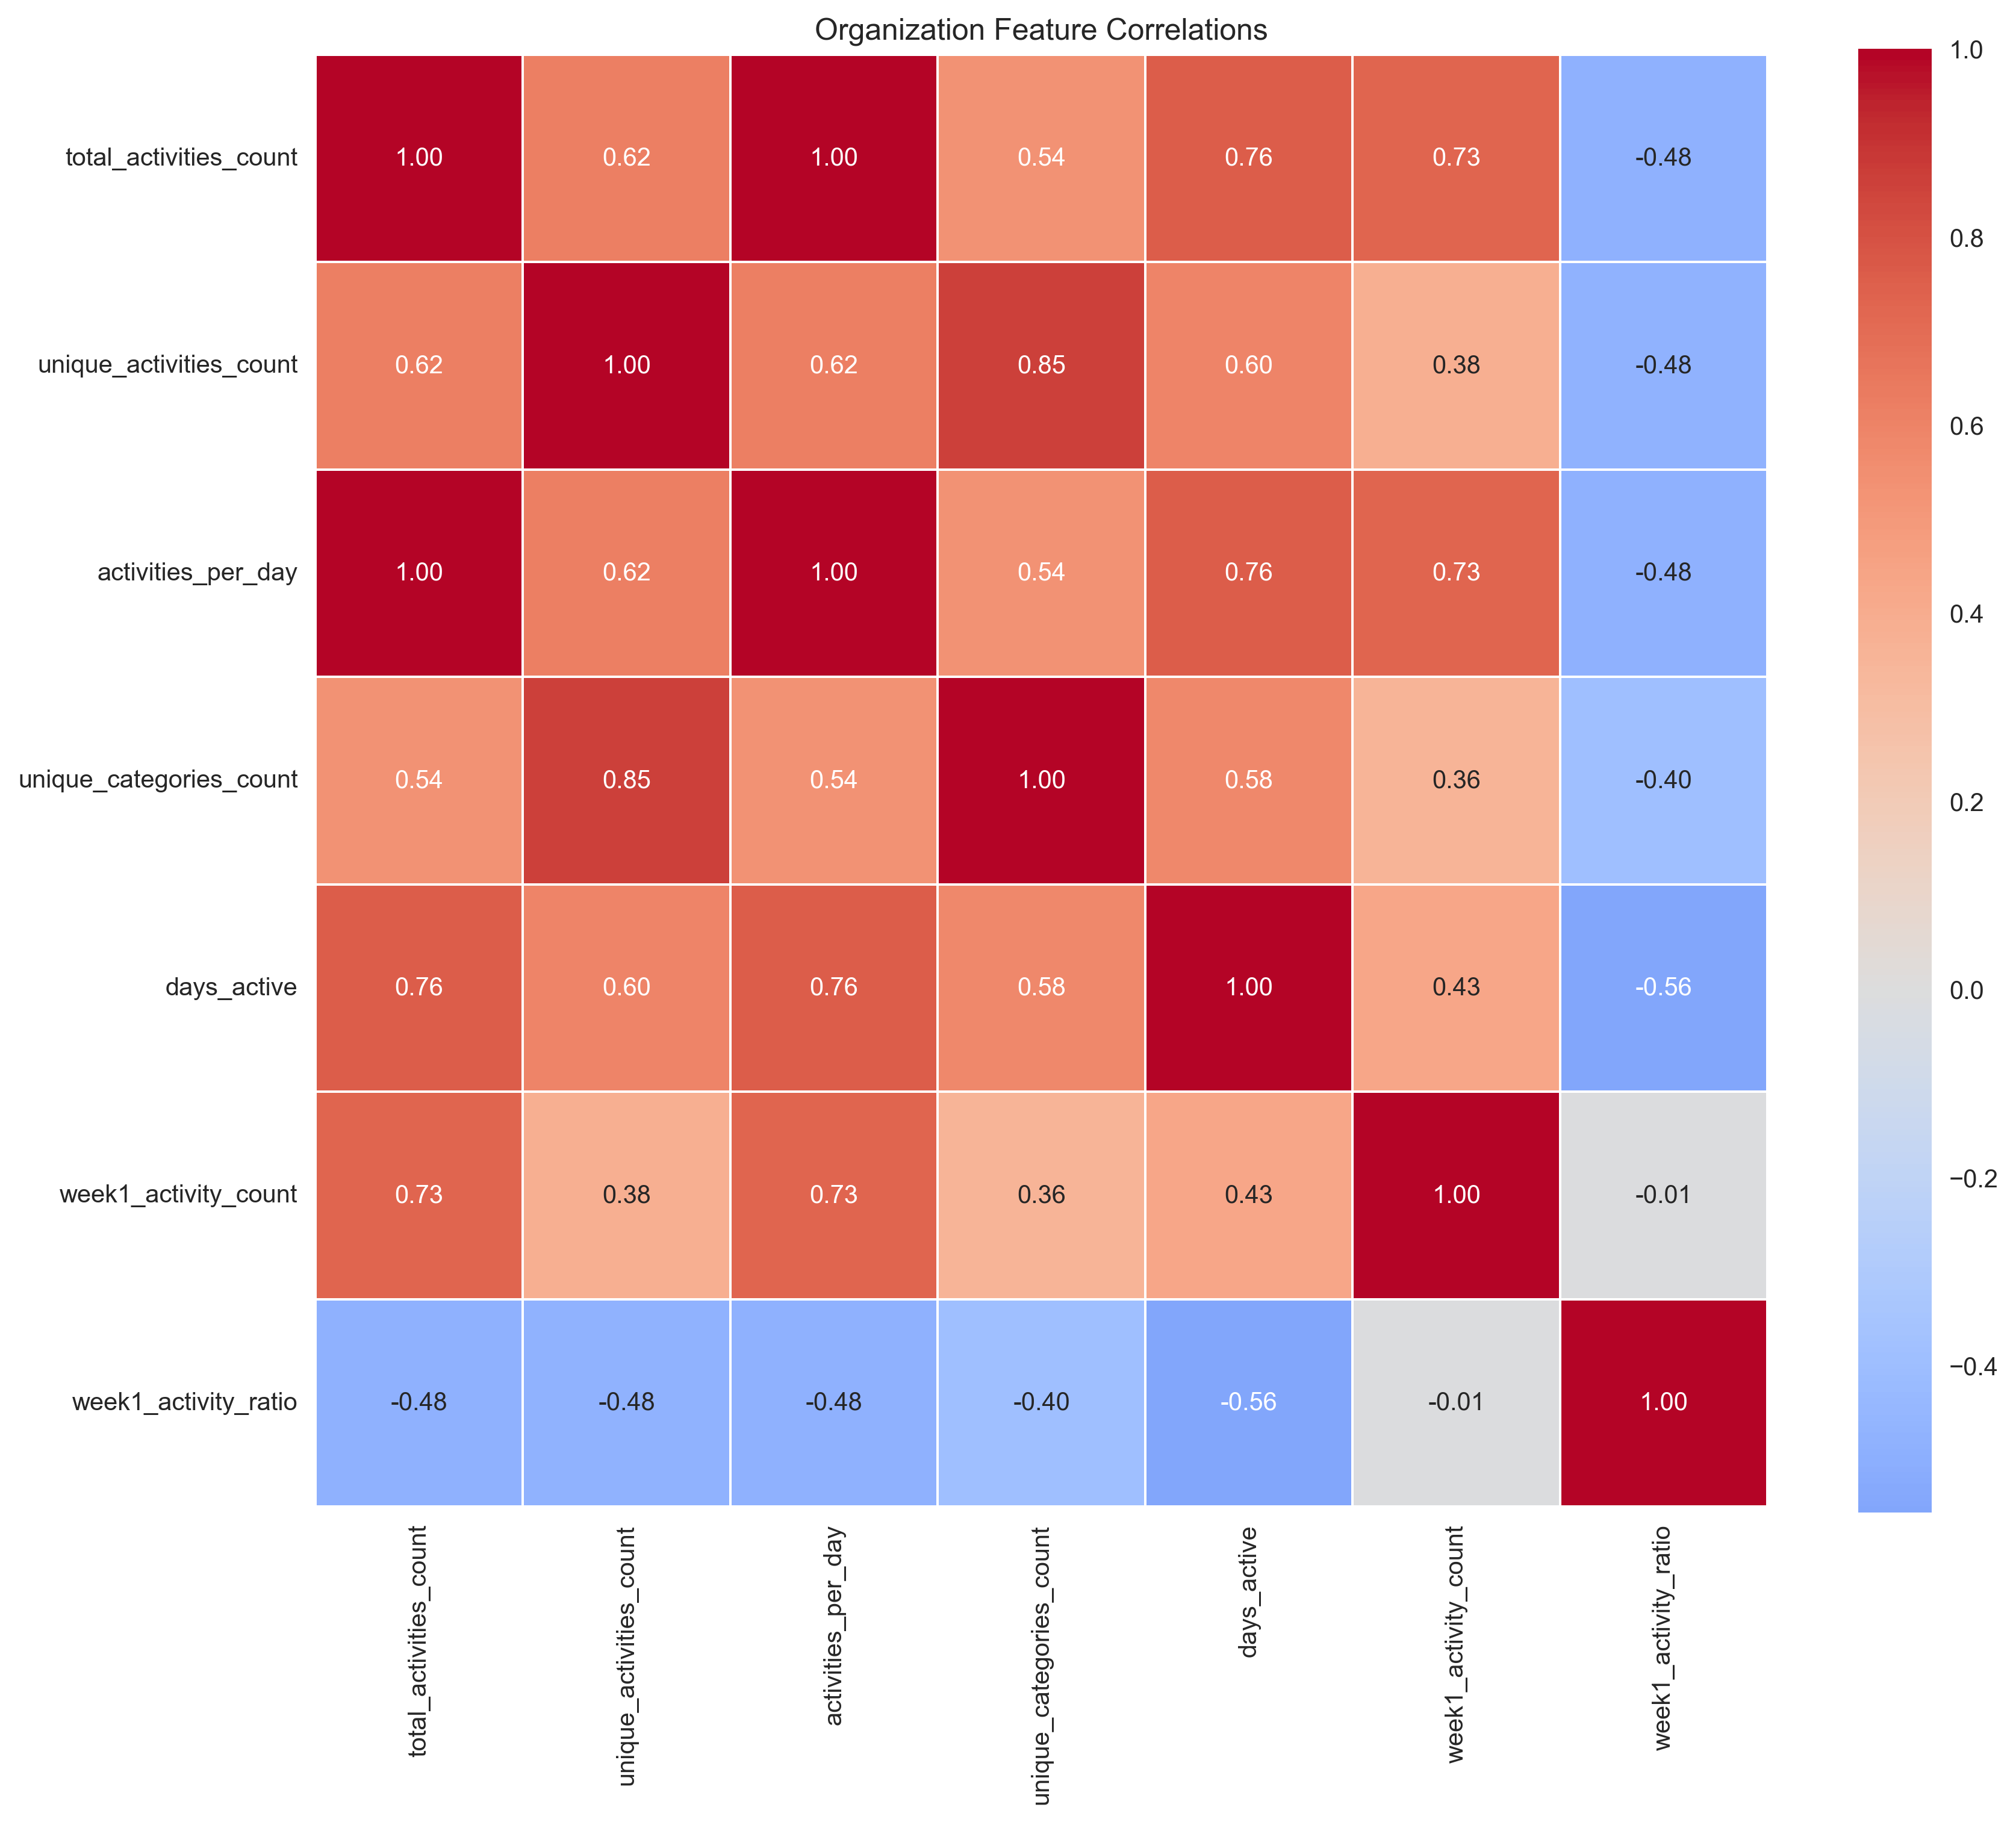 Organization Feature Correlations
total_activities_count 1.00 0.62 1.00 0.54 0.76 0.73 -0.48
unique_activities_count 0.62 1.00 0.62 0.85 0.60 0.38 -0.48
activities_per_day 1.00 0.62 1.00 0.54 0.76 0.73 -0.48
unique_categories_count 0.54 0.85 0.54 1.00 0.58 0.36 -0.40
days_active 0.76 0.60 0.76 0.58 1.00 0.43 -0.56
week1_activity_count 0.73 0.38 0.73 0.36 0.43 1.00 -0.01
week1_activity_ratio -0.48 -0.48 -0.48 -0.40 -0.56 -0.01 1.00
total_activities_count
unique_activities_count
activities_per_day
unique_categories_count
days_active
week1_activity_count
week1_activity_ratio
1.0
0.8
0.6
0.4
0.2
0.0
−0.2
−0.4